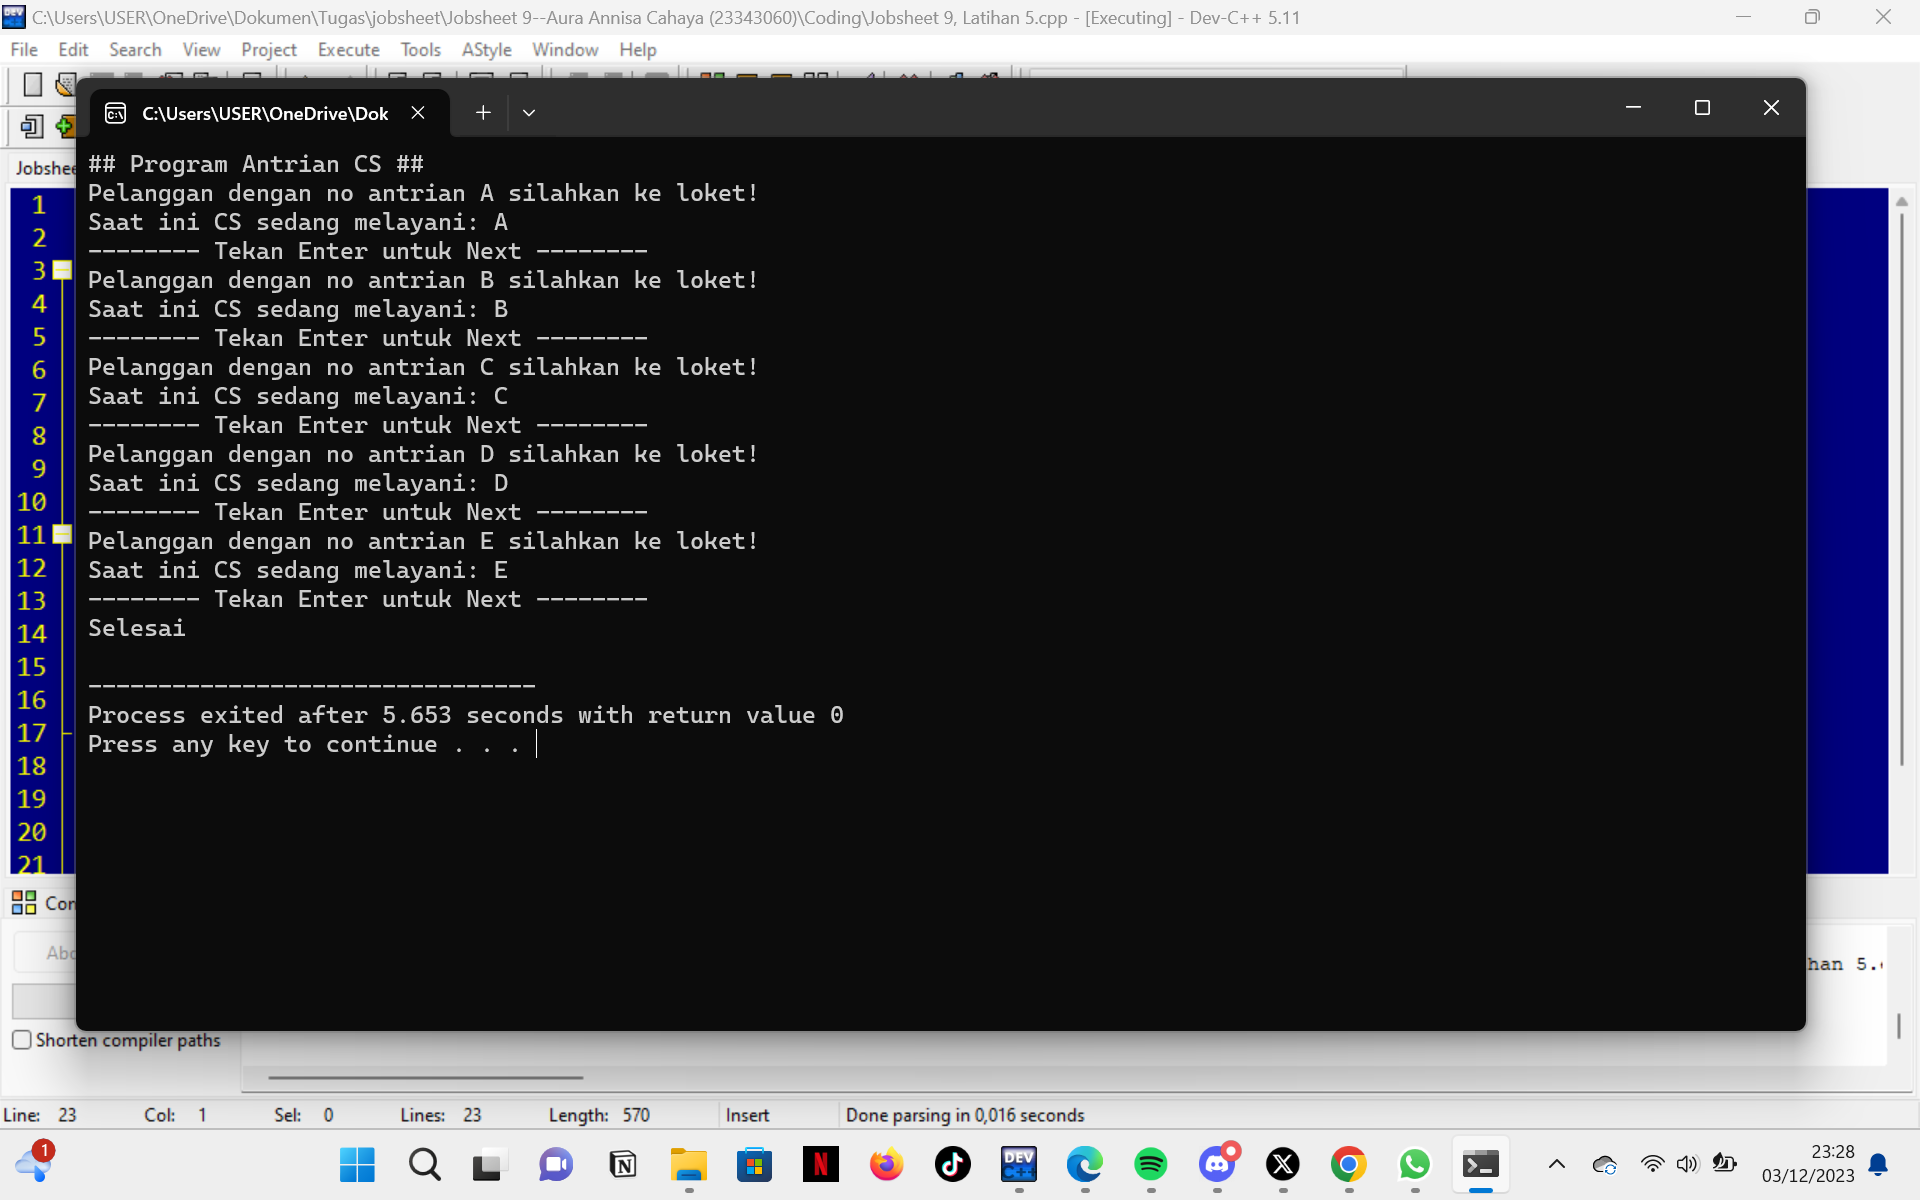 C:\Users\USER\OneDrive\Dokumen\Tugas\jobsheet\Jobsheet 9--Aura Annisa Cahaya (23343060)\Coding\Jobsheet 9, Latihan 5.cpp - [Executing] - Dev-C++ 5.11
File Edit Search View Project Execute Tools AStyle Window Help
C:\Users\USER\OneDrive\Dok
Jobshee
## Program Antrian CS ##
Pelanggan dengan no antrian A silahkan ke loket!
Saat ini CS sedang melayani: A
-------- Tekan Enter untuk Next --------
Pelanggan dengan no antrian B silahkan ke loket!
Saat ini CS sedang melayani: B
-------- Tekan Enter untuk Next --------
Pelanggan dengan no antrian C silahkan ke loket!
Saat ini CS sedang melayani: C
-------- Tekan Enter untuk Next --------
Pelanggan dengan no antrian D silahkan ke loket!
Saat ini CS sedang melayani: D
-------- Tekan Enter untuk Next --------
Pelanggan dengan no antrian E silahkan ke loket!
Saat ini CS sedang melayani: E
-------- Tekan Enter untuk Next --------
Selesai
--------------------------------
Process exited after 5.653 seconds with return value 0
Press any key to continue . . .
1
2
3
4
5
6
7
8
9
10
11
12
13
14
15
16
17
18
19
20
21
Con
Abo
han 5.
Shorten compiler paths
Line: 23 Col: 1 Sel: 0 Lines: 23 Length: 570 Insert Done parsing in 0,016 seconds
1
DEV C++
23:28
03/12/2023